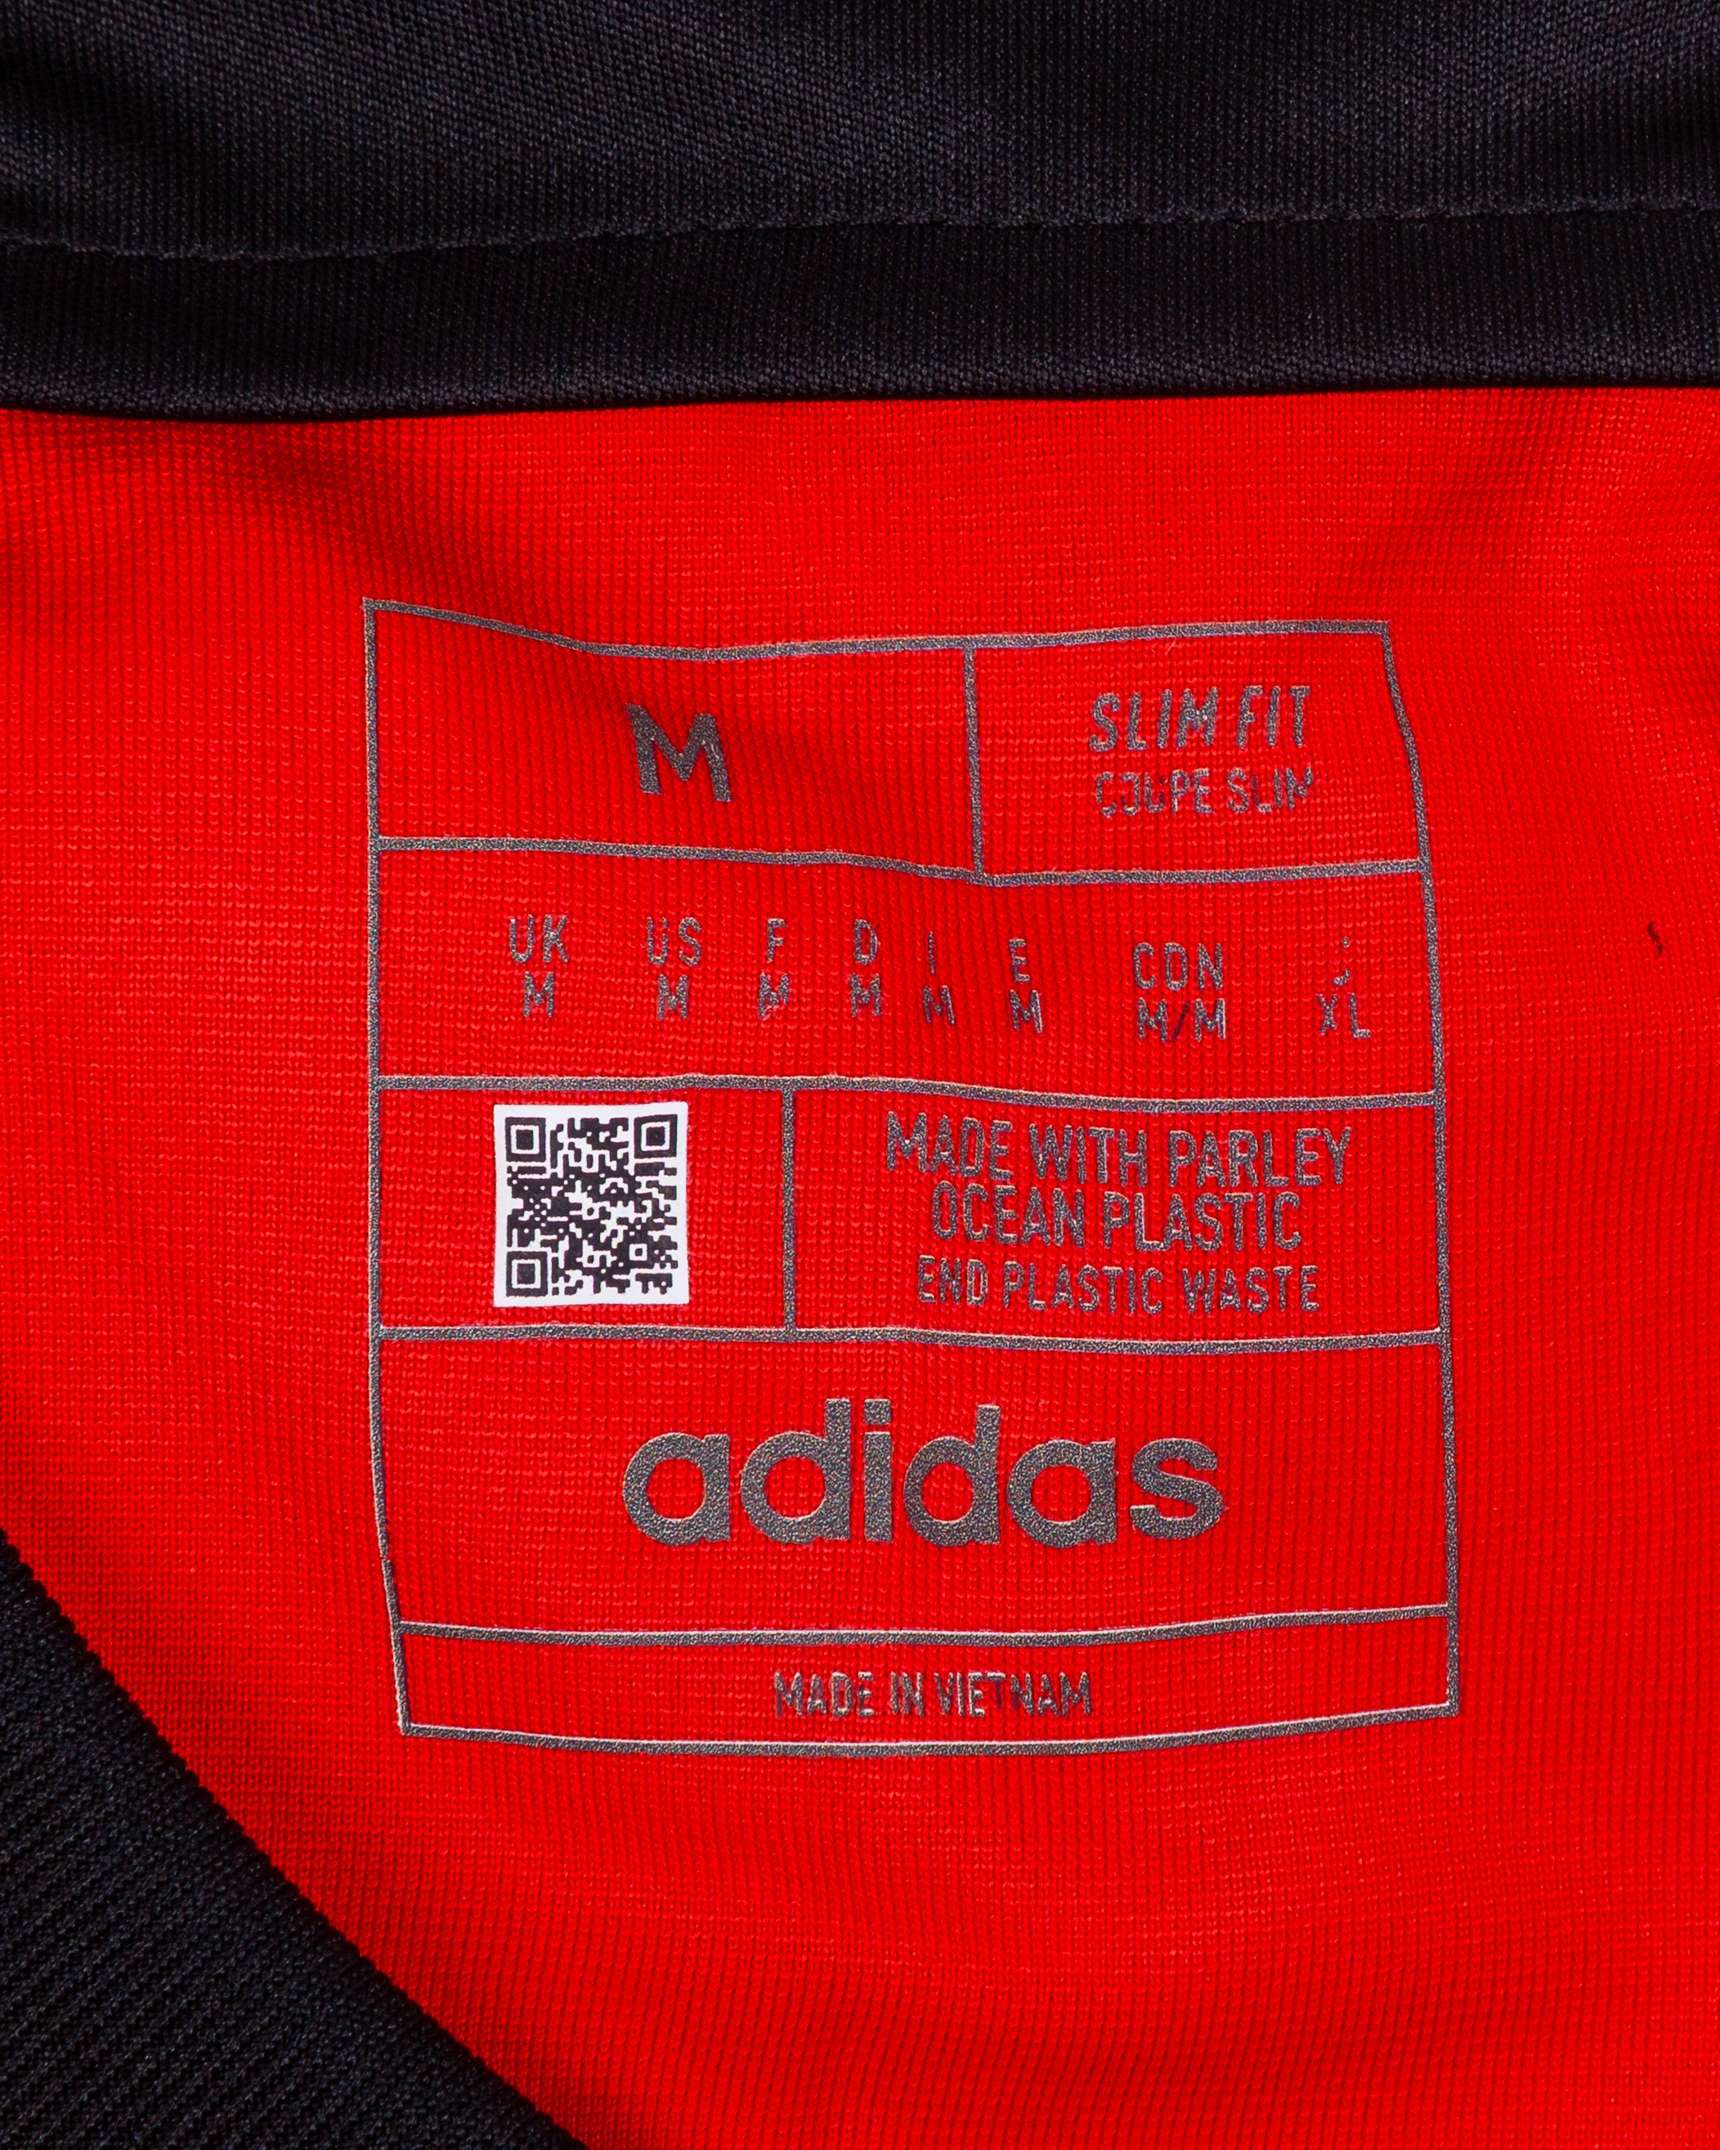 M
SLIM FIT
COUPE SLIM
UK US F D I E CDN J
M M M M M M M/M XL
MADE WITH PARLEY
OCEAN PLASTIC
END PLASTIC WASTE
adidas
MADE IN VIETNAM